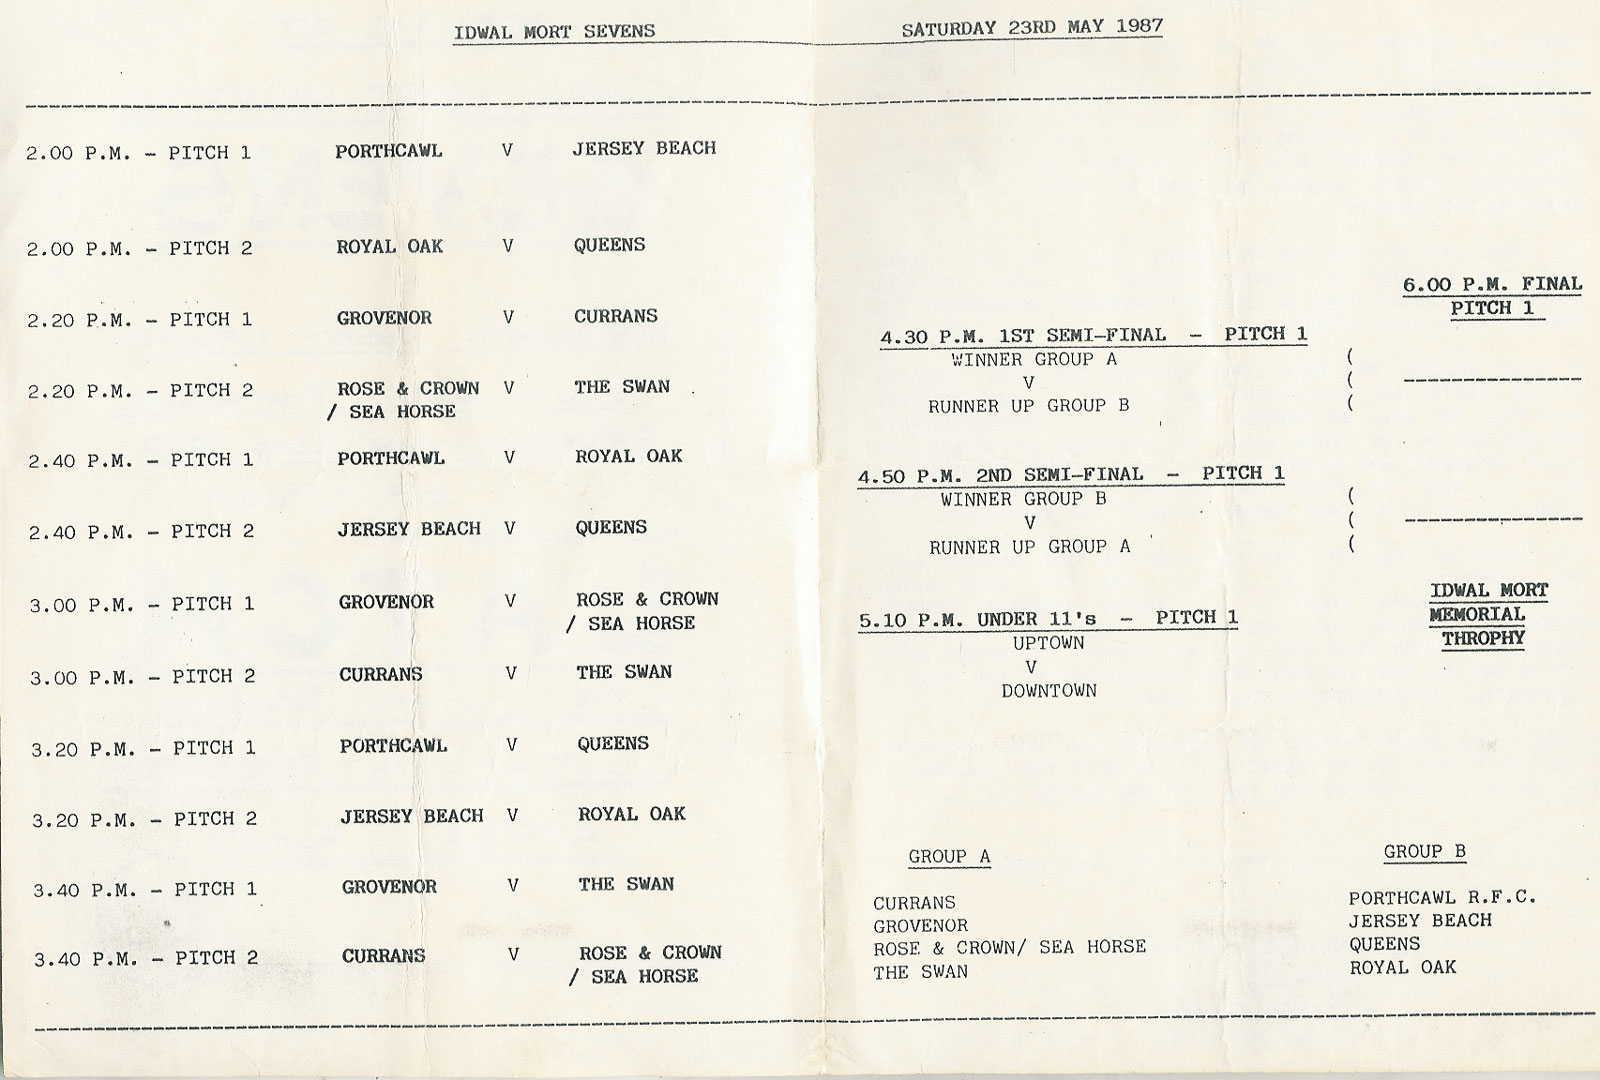 IDWAL MORT SEVENS SATURDAY 23RD MAY 1987
2.00 P.M. - PITCH 1 PORTHCAWL V JERSEY BEACH
2.00 P.M. - PITCH 2 ROYAL OAK V QUEENS
2.20 P.M. - PITCH 1 GROVENOR V CURRANS
2.20 P.M. - PITCH 2 ROSE & CROWN V THE SWAN
/ SEA HORSE
2.40 P.M. - PITCH 1 PORTHCAWL V ROYAL OAK
2.40 P.M. - PITCH 2 JERSEY BEACH V QUEENS
3.00 P.M. - PITCH 1 GROVENOR V ROSE & CROWN
/ SEA HORSE
3.00 P.M. - PITCH 2 CURRANS V THE SWAN
3.20 P.M. - PITCH 1 PORTHCAWL V QUEENS
3.20 P.M. - PITCH 2 JERSEY BEACH V ROYAL OAK
3.40 P.M. - PITCH 1 GROVENOR V THE SWAN
3.40 P.M. - PITCH 2 CURRANS V ROSE & CROWN
/ SEA HORSE
4.30 P.M. 1ST SEMI-FINAL - PITCH 1
WINNER GROUP A (
V (
RUNNER UP GROUP B (
4.50 P.M. 2ND SEMI-FINAL - PITCH 1
WINNER GROUP B (
V (
RUNNER UP GROUP A (
5.10 P.M. UNDER 11's - PITCH 1
UPTOWN
V
DOWNTOWN
6.00 P.M. FINAL
PITCH 1
IDWAL MORT
MEMORIAL
THROPHY
GROUP A
CURRANS
GROVENOR
ROSE & CROWN/ SEA HORSE
THE SWAN
GROUP B
PORTHCAWL R.F.C.
JERSEY BEACH
QUEENS
ROYAL OAK